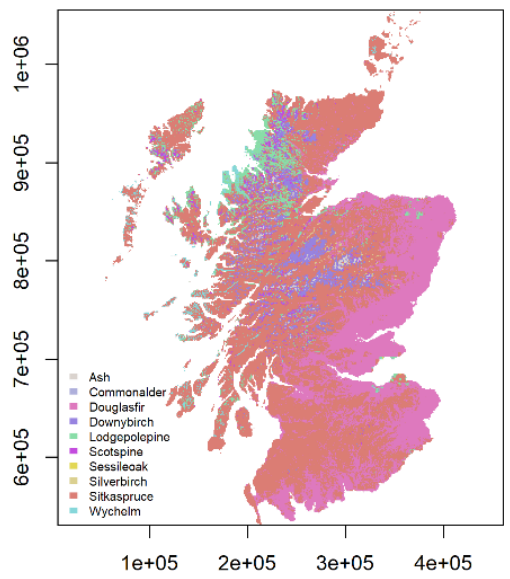 1e+06
9e+05
8e+05
7e+05
6e+05
Ash
Commonalder
Douglasfir
Downybirch
Lodgepolepine
Scotspine
Sessileoak
Silverbirch
Sitkaspruce
Wychelm
1e+05
2e+05
3e+05
4e+05